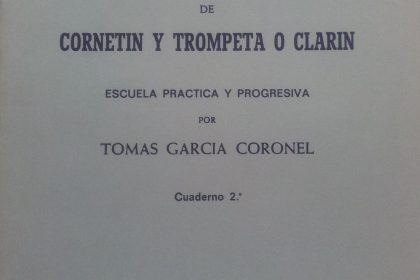 DE
CORNETIN Y TROMPETA O CLARIN
ESCUELA PRACTICA Y PROGRESIVA
POR
TOMAS GARCIA CORONEL
Cuaderno 2.º